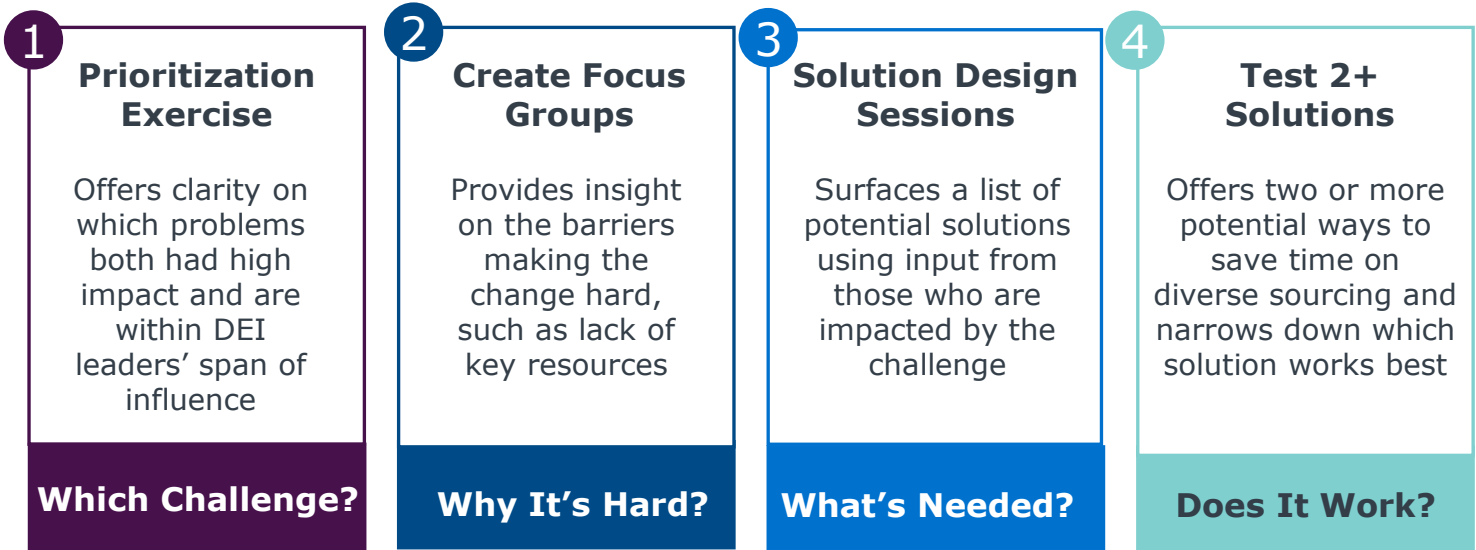 1
Prioritization
Exercise
Offers clarity on
which problems
both had high
impact and are
within DEI
leaders’ span of
influence
Which Challenge?
2
Create Focus
Groups
Provides insight
on the barriers
making the
change hard,
such as lack of
key resources
Why It’s Hard?
3
Solution Design
Sessions
Surfaces a list of
potential solutions
using input from
those who are
impacted by the
challenge
What’s Needed?
4
Test 2+
Solutions
Offers two or more
potential ways to
save time on
diverse sourcing and
narrows down which
solution works best
Does It Work?